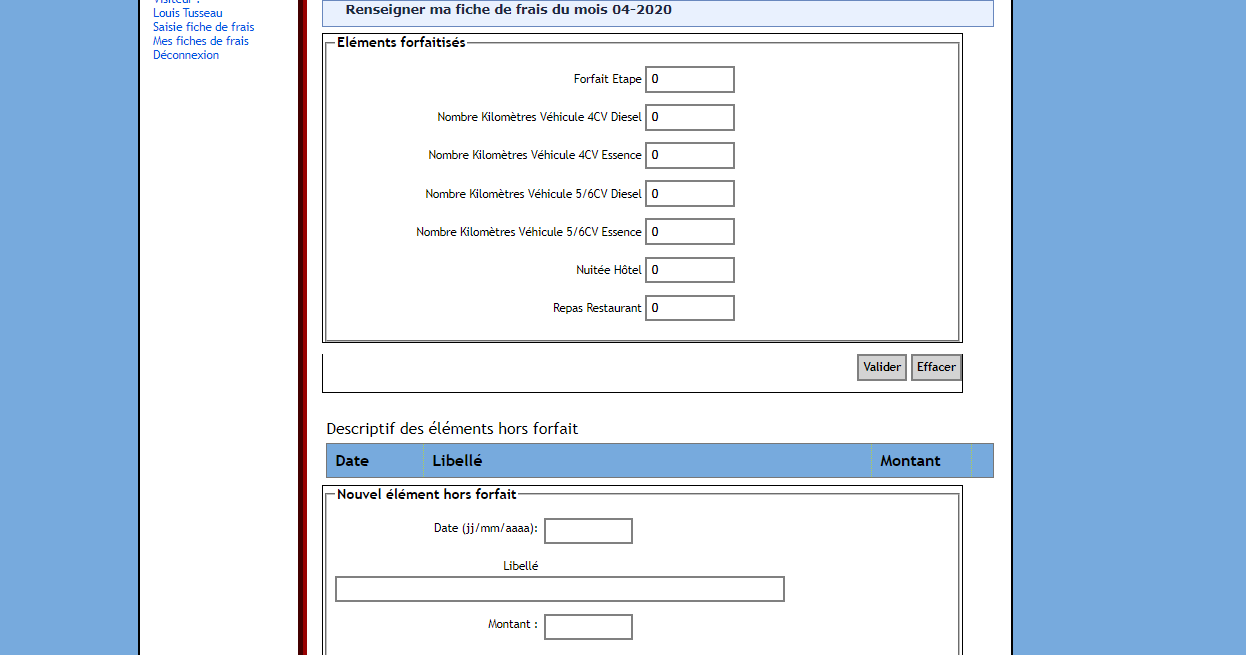 Visiteur :
Louis Tusseau
Saisie fiche de frais
Mes fiches de frais
Déconnexion
Renseigner ma fiche de frais du mois 04-2020
Eléments forfaitisés
Forfait Etape 0
Nombre Kilomètres Véhicule 4CV Diesel 0
Nombre Kilomètres Véhicule 4CV Essence 0
Nombre Kilomètres Véhicule 5/6CV Diesel 0
Nombre Kilomètres Véhicule 5/6CV Essence 0
Nuitée Hôtel 0
Repas Restaurant 0
Valider Effacer
Descriptif des éléments hors forfait
Date Libellé Montant
Nouvel élément hors forfait
Date (jj/mm/aaaa):
Libellé
Montant :